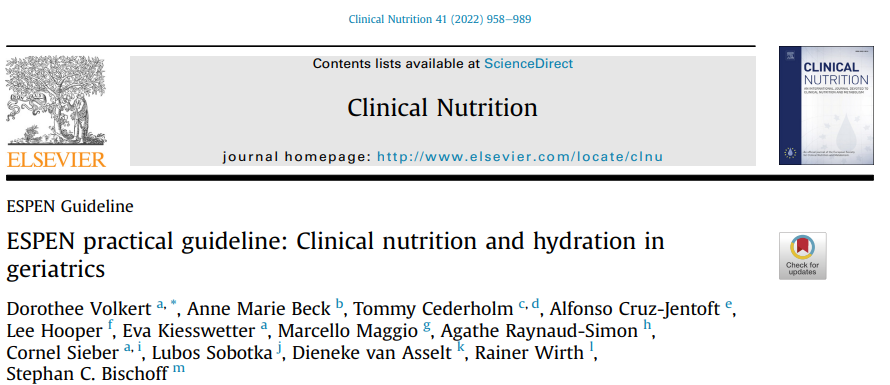 Clinical Nutrition 41 (2022) 958–989
Contents lists available at ScienceDirect
Clinical Nutrition
journal homepage: http://www.elsevier.com/locate/clnu
ELSEVIER
CLINICAL
NUTRITION
ESPEN Guideline
ESPEN practical guideline: Clinical nutrition and hydration in
geriatrics
Check for
updates
Dorothee Volkert a, *, Anne Marie Beck b, Tommy Cederholm c, d, Alfonso Cruz-Jentoft e,
Lee Hooper f, Eva Kiesswetter a, Marcello Maggio g, Agathe Raynaud-Simon h,
Cornel Sieber a, i, Lubos Sobotka j, Dieneke van Asselt k, Rainer Wirth l,
Stephan C. Bischoff m